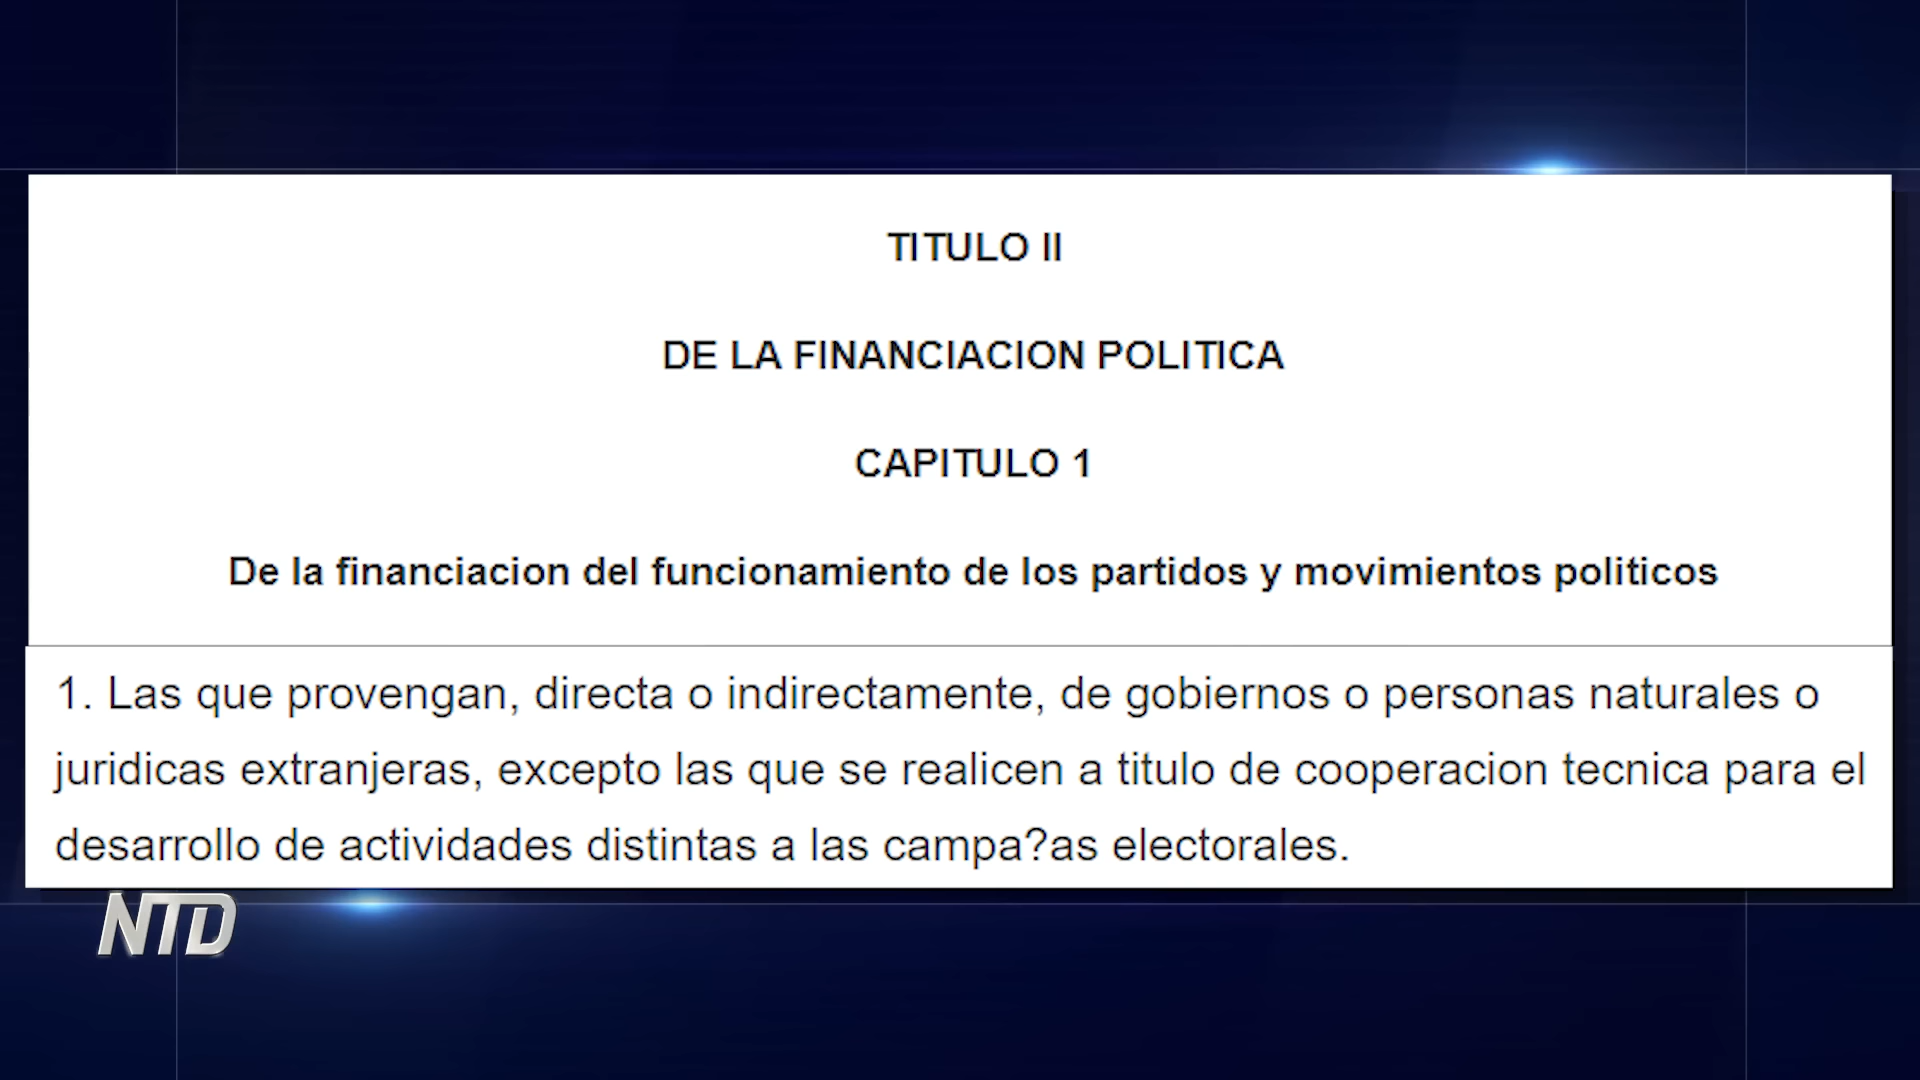 TITULO II
DE LA FINANCIACION POLITICA
CAPITULO 1
De la financiacion del funcionamiento de los partidos y movimientos politicos
1. Las que provengan, directa o indirectamente, de gobiernos o personas naturales o
juridicas extranjeras, excepto las que se realicen a titulo de cooperacion tecnica para el
desarrollo de actividades distintas a las campa?as electorales.
NTD